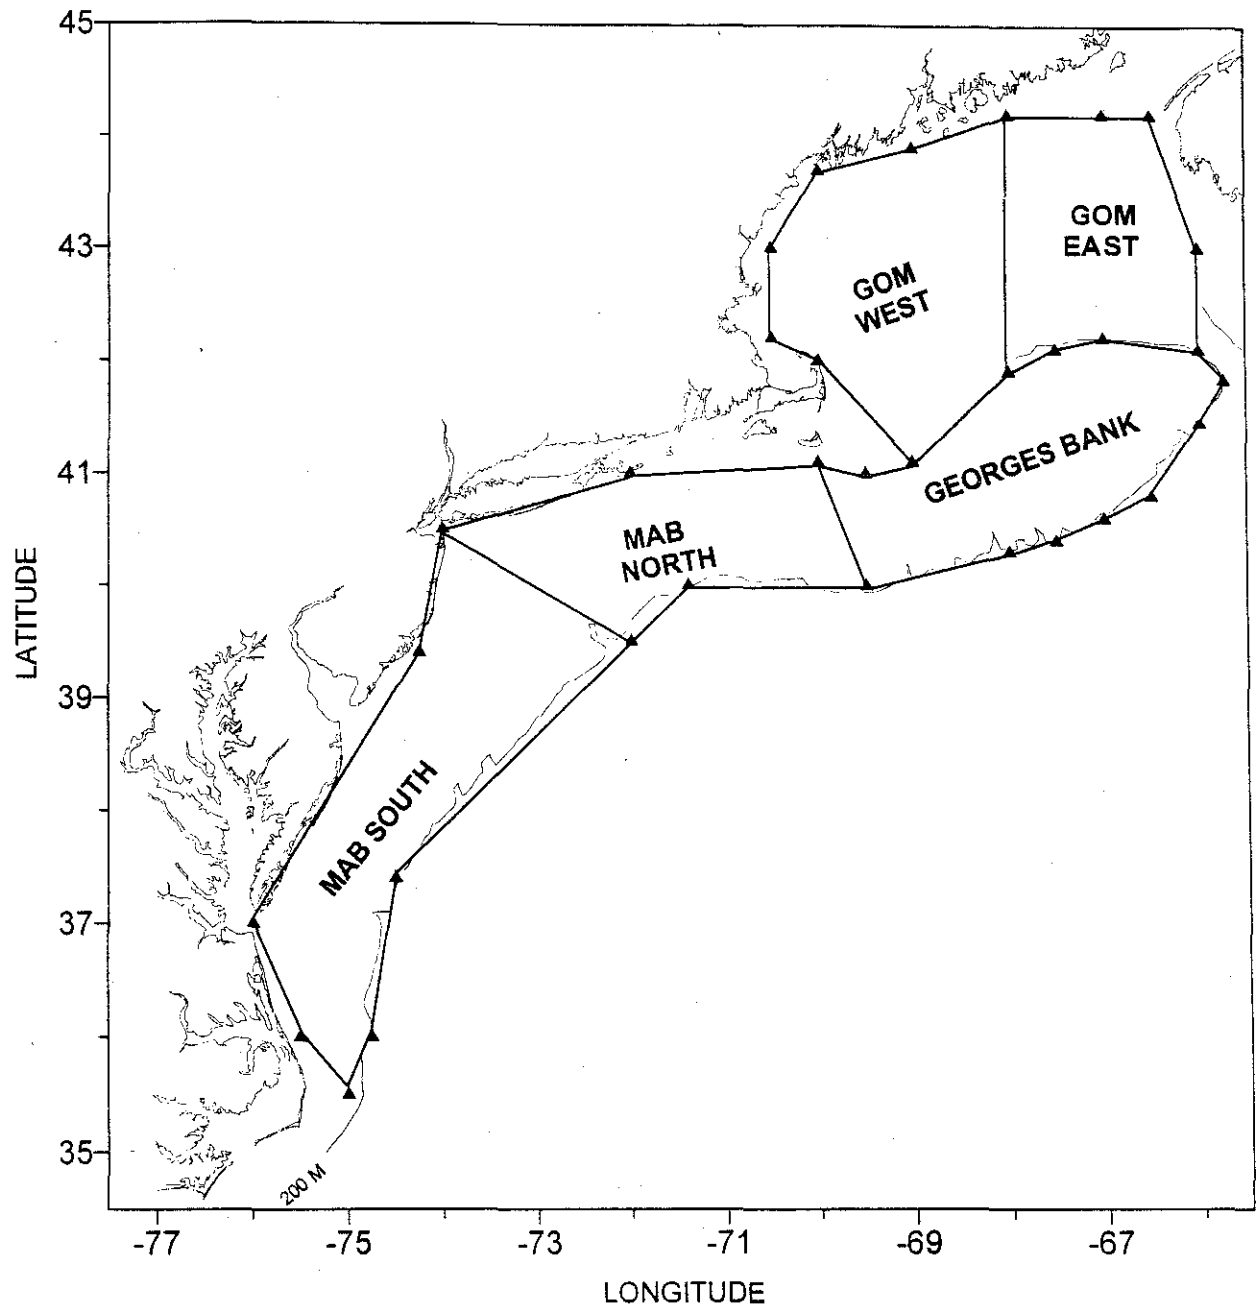 45
43
41
39
37
35
LATITUDE
GOM
EAST
GOM
WEST
GEORGES BANK
MAB
NORTH
MAB SOUTH
200 M
-77
-75
-73
-71
-69
-67
LONGITUDE